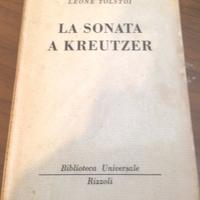 LEONE TOLSTOI
LA SONATA
A KREUTZER
Biblioteca Universale
Rizzoli